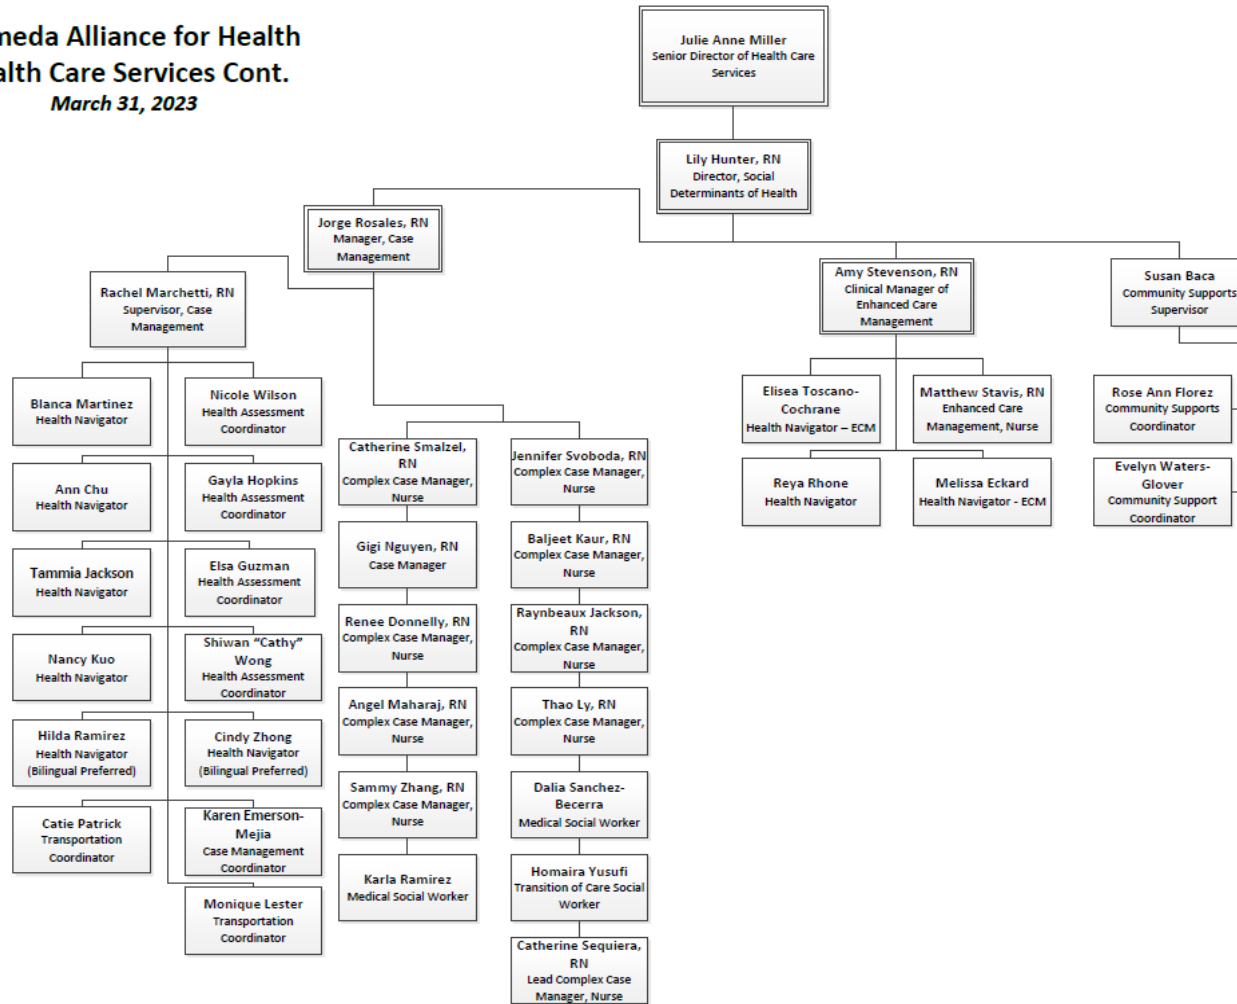 meda Alliance for Health
alth Care Services Cont.
March 31, 2023
Julie Anne Miller
Senior Director of Health Care
Services
Lily Hunter, RN
Director, Social
Determinants of Health
Jorge Rosales, RN
Manager, Case
Management
Rachel Marchetti, RN
Supervisor, Case
Management
Blanca Martinez
Health Navigator
Nicole Wilson
Health Assessment
Coordinator
Ann Chu
Health Navigator
Gayla Hopkins
Health Assessment
Coordinator
Tammia Jackson
Health Navigator
Elsa Guzman
Health Assessment
Coordinator
Nancy Kuo
Health Navigator
Shiwan “Cathy”
Wong
Health Assessment
Coordinator
Hilda Ramirez
Health Navigator
(Bilingual Preferred)
Cindy Zhong
Health Navigator
(Bilingual Preferred)
Catie Patrick
Transportation
Coordinator
Karen Emerson-
Mejia
Case Management
Coordinator
Monique Lester
Transportation
Coordinator
Catherine Smalzel,
RN
Complex Case Manager,
Nurse
Gigi Nguyen, RN
Case Manager
Renee Donnelly, RN
Complex Case Manager,
Nurse
Angel Maharaj, RN
Complex Case Manager,
Nurse
Sammy Zhang, RN
Complex Case Manager,
Nurse
Karla Ramirez
Medical Social Worker
Jennifer Svoboda, RN
Complex Case Manager,
Nurse
Baljeet Kaur, RN
Complex Case Manager,
Nurse
Raynbeaux Jackson,
RN
Complex Case Manager,
Nurse
Thao Ly, RN
Complex Case Manager,
Nurse
Dalia Sanchez-
Becerra
Medical Social Worker
Homaira Yusufi
Transition of Care Social
Worker
Catherine Sequiera,
RN
Lead Complex Case
Manager, Nurse
Amy Stevenson, RN
Clinical Manager of
Enhanced Care
Management
Elisea Toscano-
Cochrane
Health Navigator – ECM
Matthew Stavis, RN
Enhanced Care
Management, Nurse
Reya Rhone
Health Navigator
Melissa Eckard
Health Navigator - ECM
Susan Baca
Community Supports
Supervisor
Rose Ann Florez
Community Supports
Coordinator
Evelyn Waters-
Glover
Community Support
Coordinator